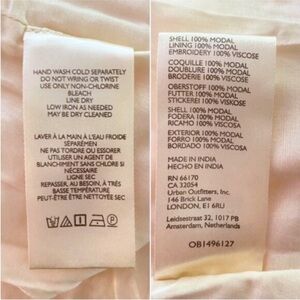 HAND WASH COLD SEPARATELY
DO NOT WRING OR TWIST
USE ONLY NON-CHLORINE
BLEACH
LINE DRY
LOW IRON AS NEEDED
MAY BE DRY CLEANED
LAVER À LA MAIN À L'EAU FROIDE
SÉPARÉMEN
NE PAS TORDRE OU ESSORER
UTILISER UN AGENT DE
BLANCHIMENT SANS CHLORE SI
NÉCESSAIRE
LIGNE SEC
REPASSER, AU BESOIN, À TRÈS
BASSE TEMPÉRATURE
PEUT-ÊTRE ÊTRE NETTOYÉE SEC
SHELL 100% MODAL
LINING 100% MODAL
EMBROIDERY 100% VISCOSE
COQUILLE 100% MODAL
DOUBLURE 100% MODAL
BRODERIE 100% VISCOSE
OBERSTOFF 100% MODAL
FUTTER 100% MODAL
STICKEREI 100% VISKOSE
SHELL 100% MODAL
FODERA 100% MODAL
RICAMO 100% VISCOSE
EXTERIOR 100% MODAL
FORRO 100% MODAL
BORDADO 100% VISCOSA
MADE IN INDIA
HECHO EN INDIA
RN 66170
CA 32054
Urban Outfitters, Inc.
146 Brick Lane
LONDON, E1 6RU
Leidsestraat 32, 1017 PB
Amsterdam, Netherlands
OB1496127